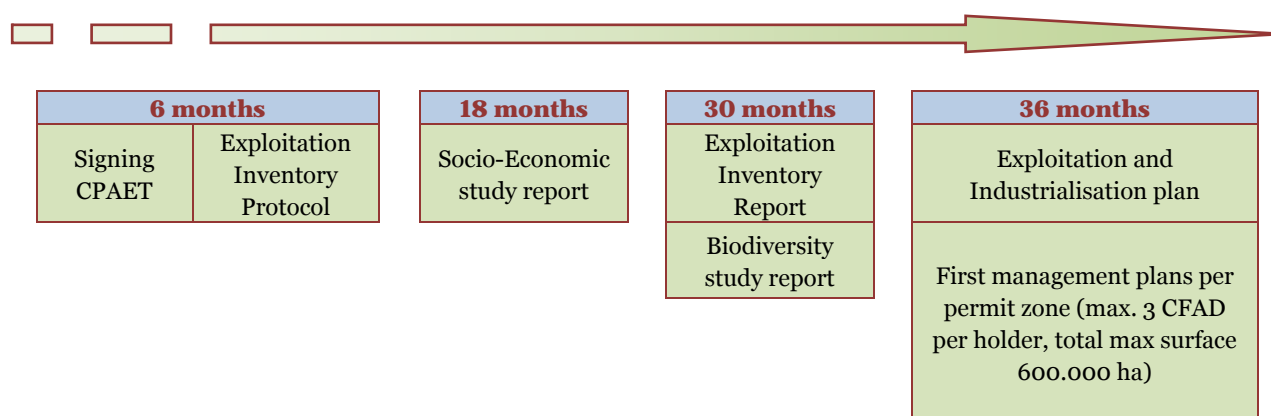 6 months
Signing
CPAET
Exploitation
Inventory
Protocol
18 months
Socio-Economic
study report
30 months
Exploitation
Inventory
Report
Biodiversity
study report
36 months
Exploitation and
Industrialisation plan
First management plans per
permit zone (max. 3 CFAD
per holder, total max surface
600.000 ha)